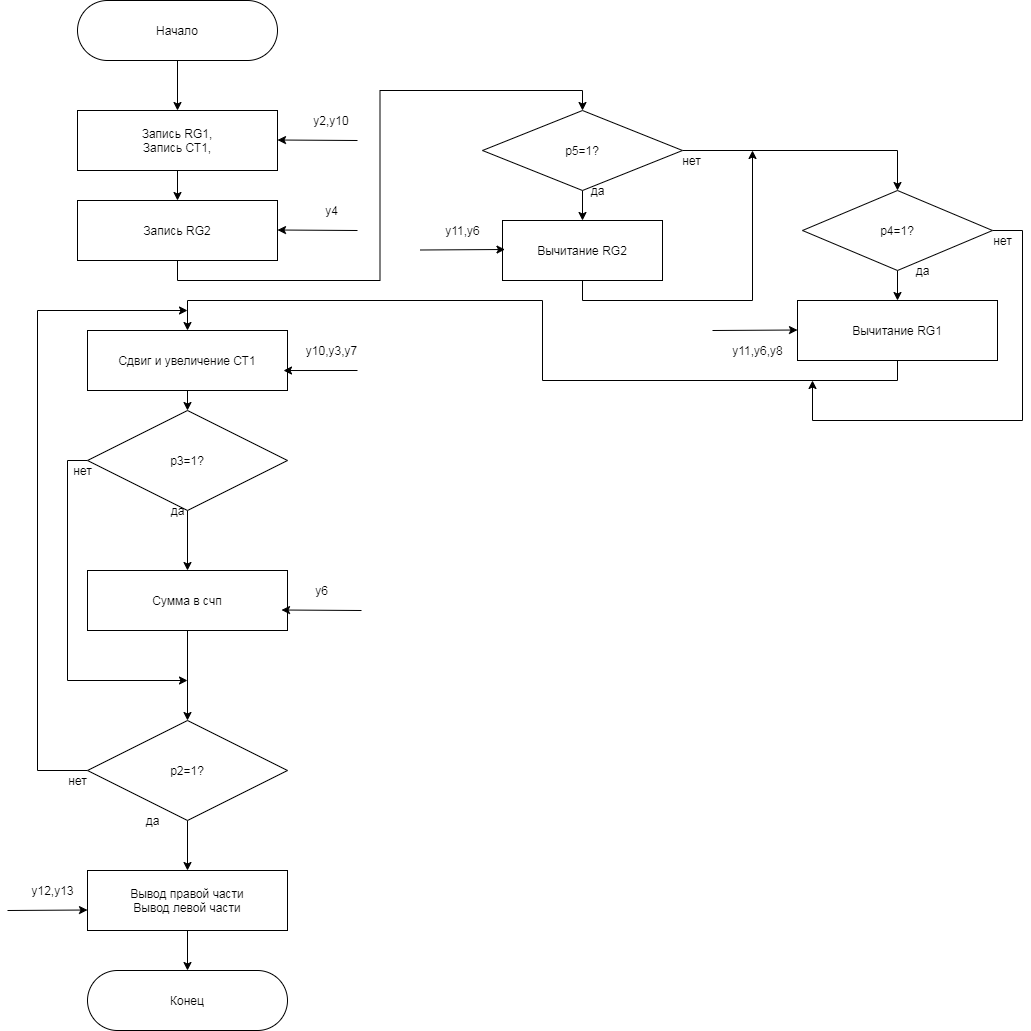 Начало
Запись RG1,
Запись CT1,
y2,y10
Запись RG2
y4
p5=1?
нет
да
Вычитание RG2
y11,y6
p4=1?
нет
да
Вычитание RG1
y11,y6,y8
Сдвиг и увеличение CT1
y10,y3,y7
p3=1?
нет
да
Сумма в счп
y6
p2=1?
нет
да
Вывод правой части
Вывод левой части
y12,y13
Конец